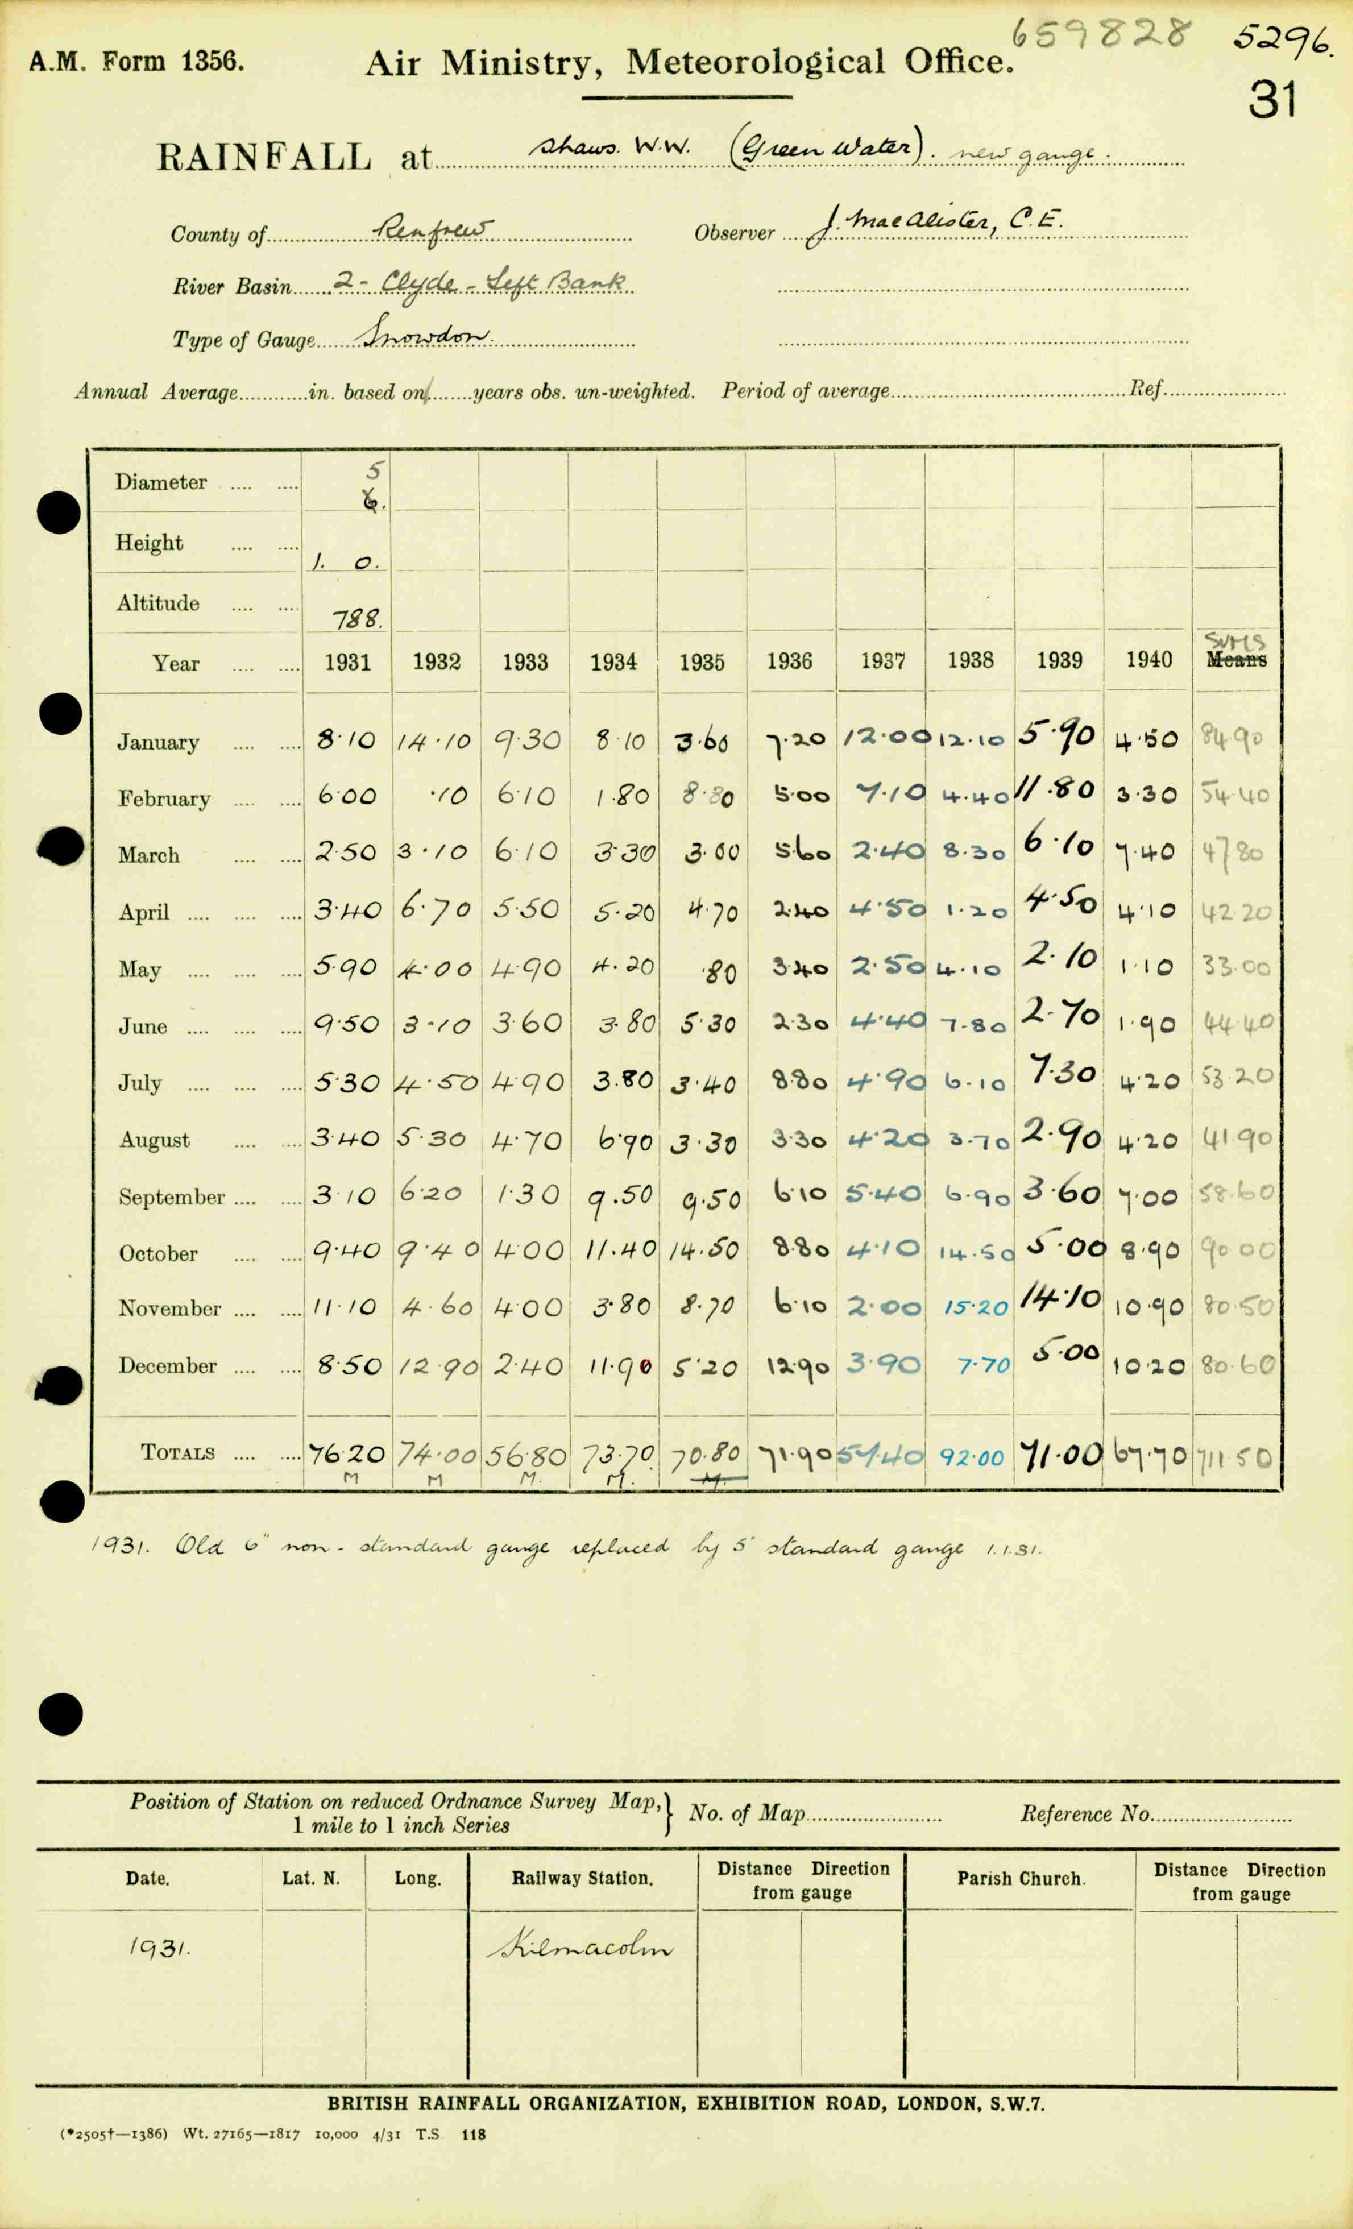 659828 5296.
A.M. Form 1356. Air Ministry, Meteorological Office.
31
RAINFALL at Shaws. W.W. (Green Water). new gauge.
County of Renfrew Observer J. MacAlister, C.E.
River Basin 2 - Clyde - Left Bank
Type of Gauge Snowdon.
Annual Average............in. based on........years obs. un-weighted. Period of average........................Ref.....................
Diameter .... .... 5 6.
Height .... .... 1. 0.
Altitude .... .... 788.
Year .... .... 1931 1932 1933 1934 1935 1936 1937 1938 1939 1940 SUMS Means
January .... .... 8.10 14.10 9.30 8.10 3.60 7.20 12.00 12.10 5.90 4.50 84.90
February .... .... 6.00 .10 6.10 1.80 8.80 5.00 7.10 4.40 11.80 3.30 54.40
March .... .... 2.50 3.10 6.10 3.30 3.00 5.60 2.40 8.30 6.10 7.40 47.80
April .... .... .... 3.40 6.70 5.50 5.20 4.70 2.40 4.50 1.20 4.50 4.10 42.20
May .... .... .... 5.90 4.00 4.90 4.20 .80 3.40 2.50 4.10 2.10 1.10 33.00
June .... .... .... 9.50 3.10 3.60 3.80 5.30 2.30 4.40 7.80 2.70 1.90 44.40
July .... .... .... 5.30 4.50 4.90 3.80 3.40 8.80 4.90 6.10 7.30 4.20 53.20
August .... .... 3.40 5.30 4.70 6.90 3.30 3.30 4.20 3.70 2.90 4.20 41.90
September .... .... 3.10 6.20 1.30 9.50 9.50 6.10 5.40 6.90 3.60 7.00 58.60
October .... .... 9.40 9.40 4.00 11.40 14.50 8.80 4.10 14.50 5.00 8.90 90.00
November .... .... 11.10 4.60 4.00 3.80 8.70 6.10 2.00 15.20 14.10 10.90 80.50
December .... .... 8.50 12.90 2.40 11.90 5.20 12.90 3.90 7.70 5.00 10.20 80.60
TOTALS .... .... 76.20 74.00 56.80 73.70 70.80 71.90 57.40 92.00 71.00 67.70 711.50
M M M. M. M.
1931. Old 6" non-standard gauge replaced by 5" standard gauge 1.1.31.
Position of Station on reduced Ordnance Survey Map, } No. of Map........................ Reference No.........................
1 mile to 1 inch Series
Date. Lat. N. Long. Railway Station. Distance Direction from gauge Parish Church. Distance Direction from gauge
1931. Kilmacolm
BRITISH RAINFALL ORGANIZATION, EXHIBITION ROAD, LONDON, S.W.7.
(*2505†—1386) Wt. 27165—1817 10,000 4/31 T.S. 118